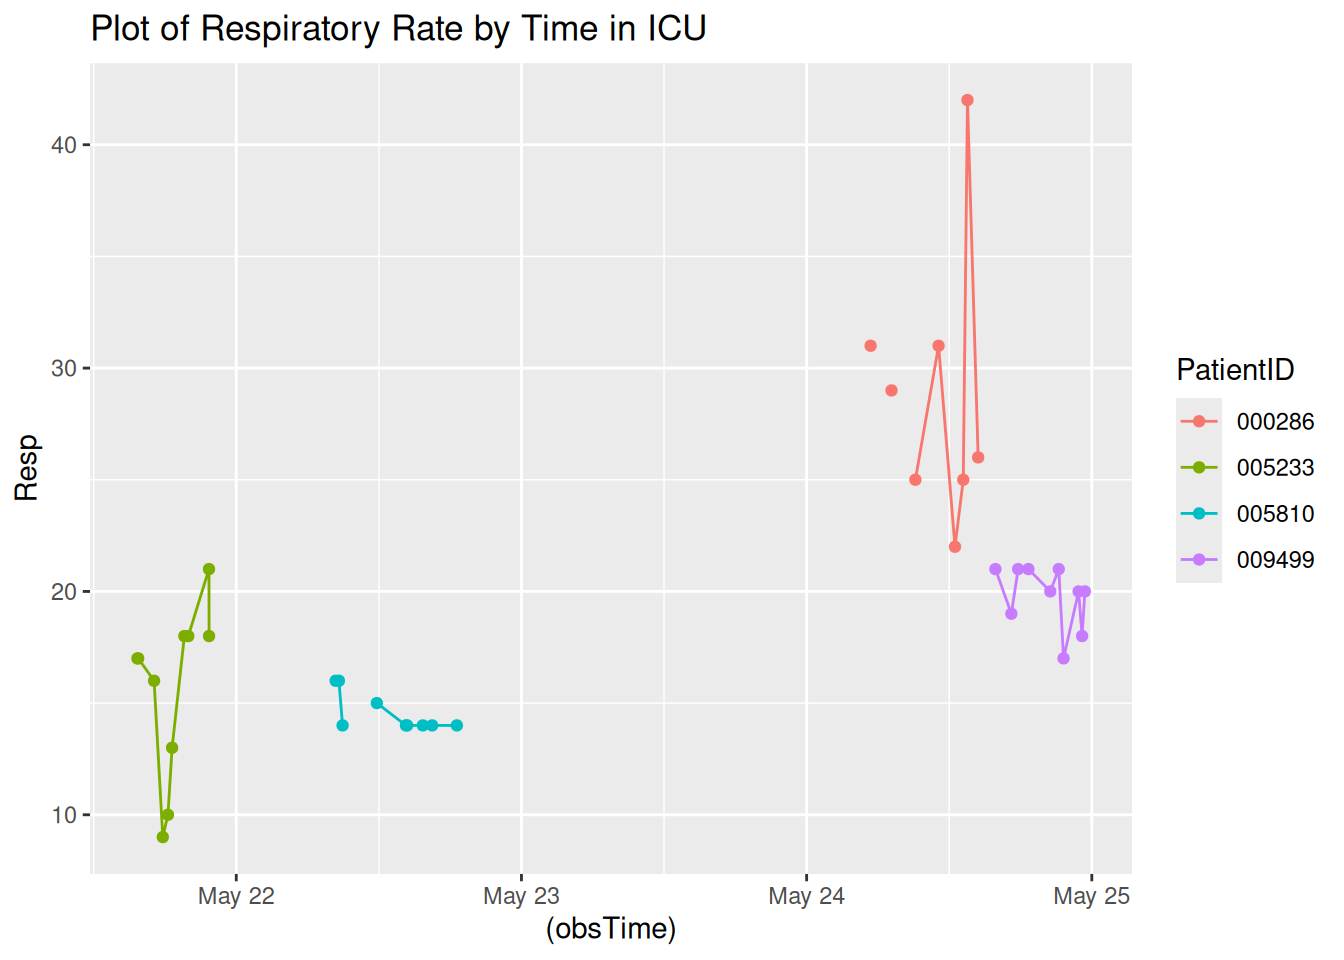 Plot of Respiratory Rate by Time in ICU
Resp
40
30
20
10
May 22
May 23
May 24
May 25
(obsTime)
PatientID
000286
005233
005810
009499